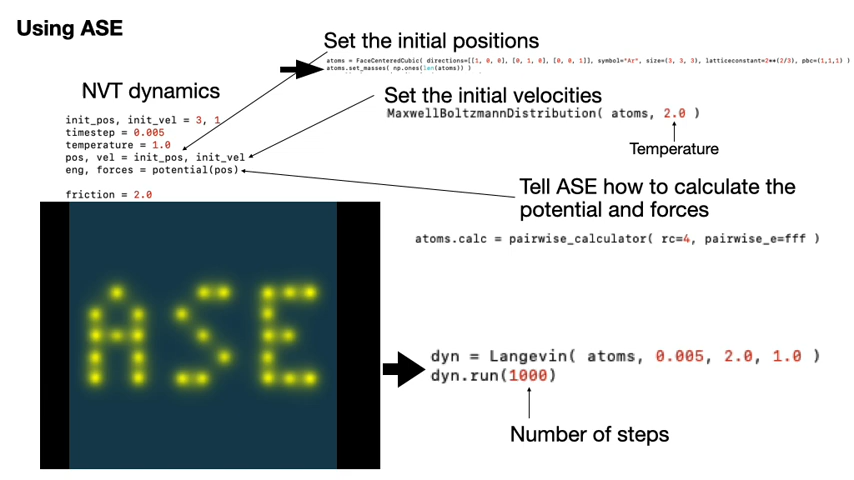 Using ASE
Set the initial positions
atoms = FaceCenteredCubic( directions=[[1, 0, 0], [0, 1, 0], [0, 0, 1]], symbol="Ar", size=(3, 3, 3), latticeconstant=2**(2/3), pbc=(1,1,1) )
atoms.set_masses( np.ones(len(atoms)) )
NVT dynamics
Set the initial velocities
MaxwellBoltzmannDistribution( atoms, 2.0 )
Temperature
init_pos, init_vel = 3, 1
timestep = 0.005
temperature = 1.0
pos, vel = init_pos, init_vel
eng, forces = potential(pos)
friction = 2.0
Tell ASE how to calculate the
potential and forces
atoms.calc = pairwise_calculator( rc=4, pairwise_e=fff )
ASE
dyn = Langevin( atoms, 0.005, 2.0, 1.0 )
dyn.run(1000)
Number of steps